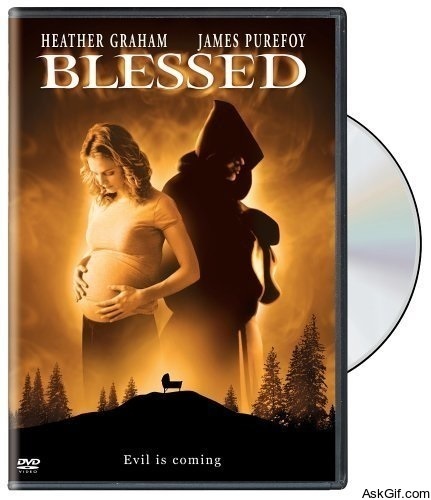 HEATHER GRAHAM JAMES PUREFOY
BLESSED
Evil is coming
DVD
VIDEO
AskGif.com